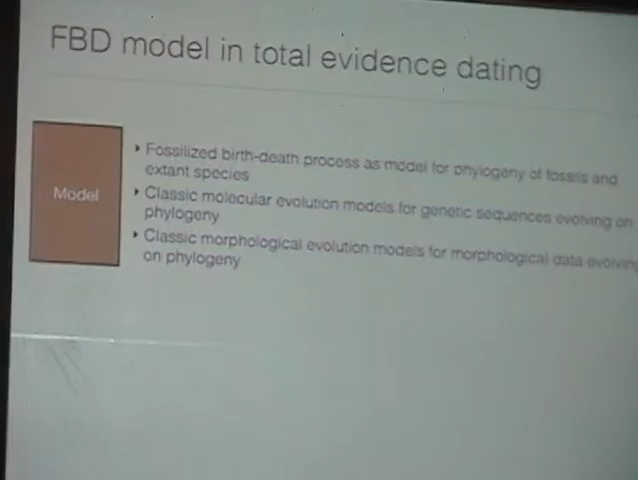 FBD model in total evidence dating
Model
Fossilized birth-death process as model for phylogeny of fossils and
extant species
Classic molecular evolution models for genetic sequences evolving on
phylogeny
Classic morphological evolution models for morphological data evolving
on phylogeny